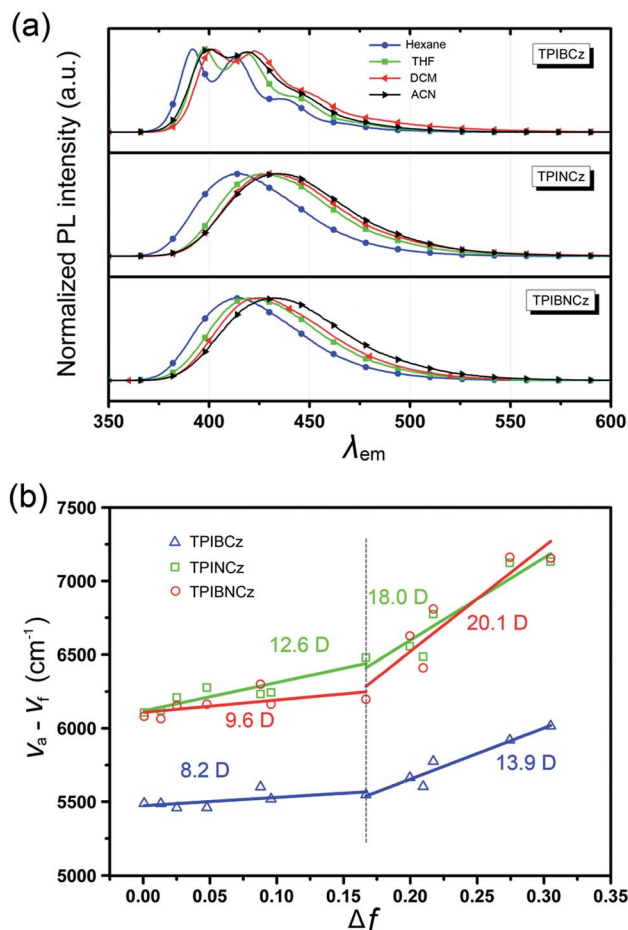 (a)
Normalized PL intensity (a.u.)
Hexane
THF
DCM
ACN
TPIBCz
TPINCz
TPIBNCz
350 400 450 500 550 600
λem
(b)
Va - Vf (cm-1)
7500
7000
6500
6000
5500
5000
TPIBCz
TPINCz
TPIBNCz
18.0 D
12.6 D
20.1 D
9.6 D
8.2 D
13.9 D
0.00 0.05 0.10 0.15 0.20 0.25 0.30 0.35
Δf